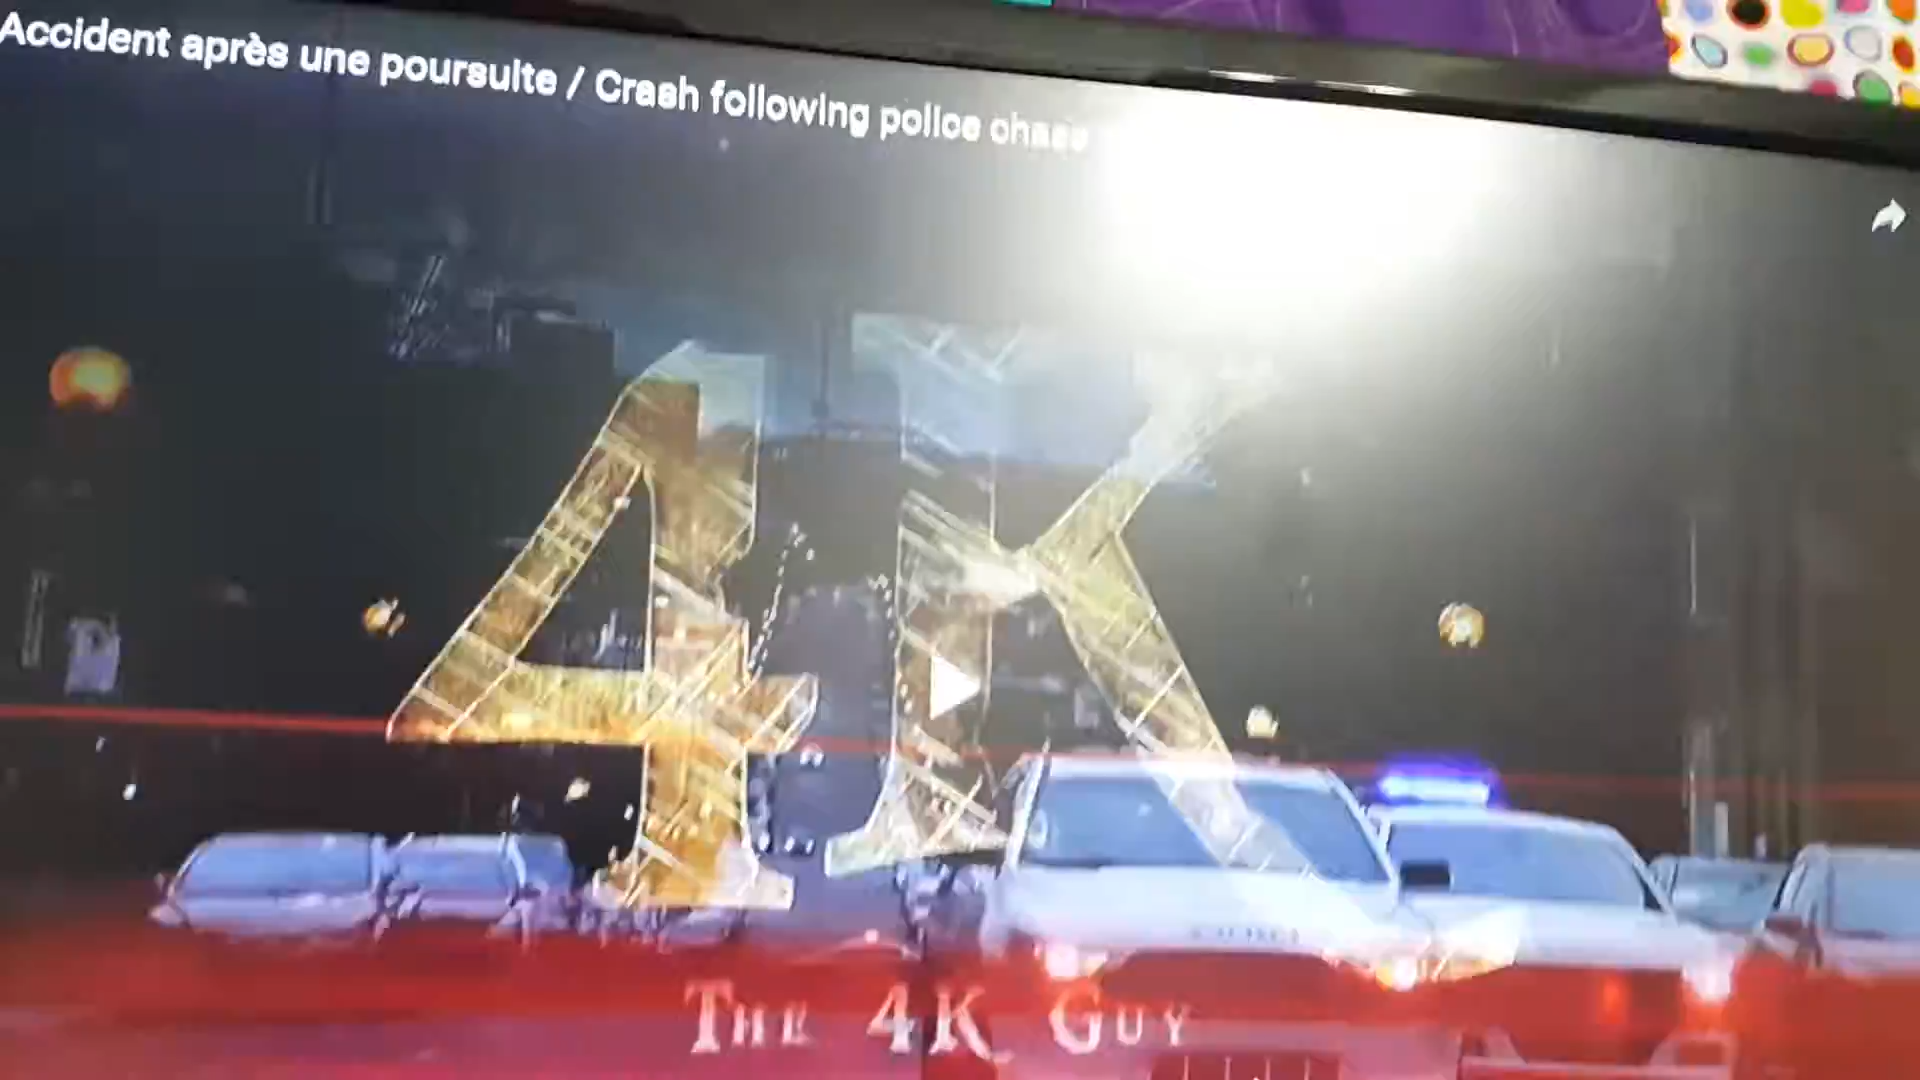 Accident après une poursuite / Crash following police chase
4K
THE 4K GUY